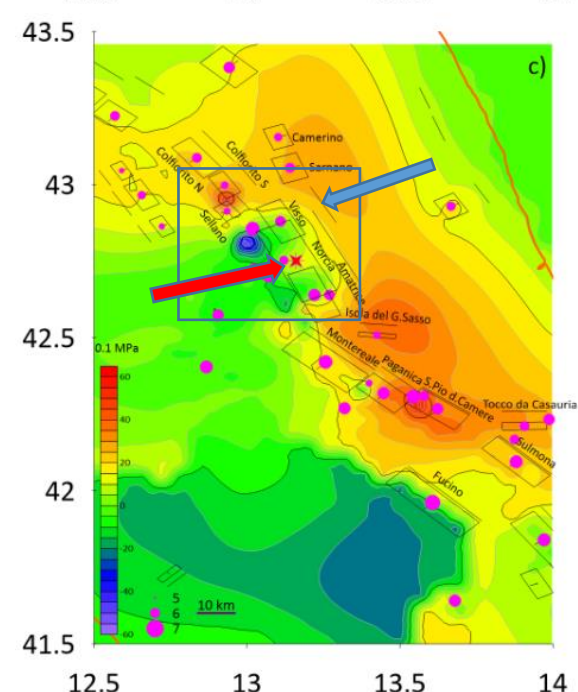 43.5
c)
Camerino
Sarnano
Colfiorito N
Colfiorito S
43
Sellano
Visso
Norcia
Amatrice
42.5
Isola del G.Sasso
Montereale
Paganica
S.Pio d.Camere
Tocco da Casauria
Sulmona
0.1 MPa
60
40
20
0
-20
-40
-60
42
Fucino
5
6
7
10 km
41.5
12.5
13
13.5
14